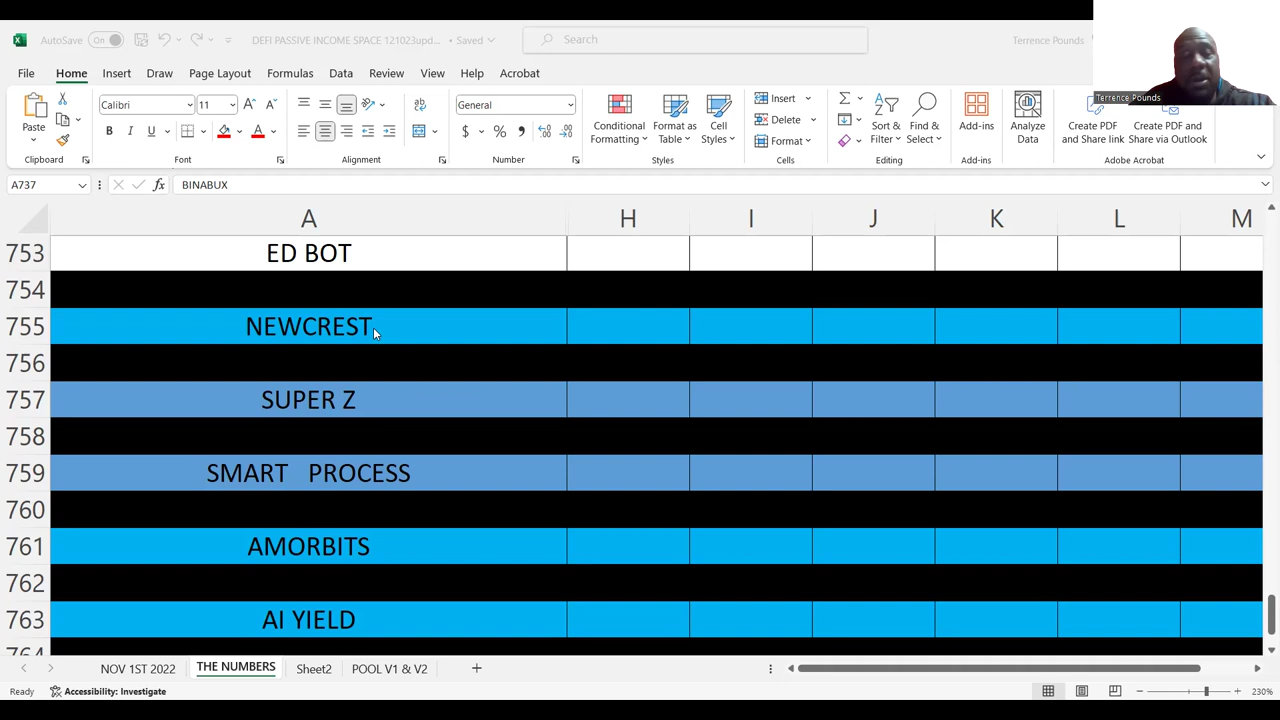 AutoSave On DEFI PASSIVE INCOME SPACE 121023upd... • Saved Search Terrence Pounds
File Home Insert Draw Page Layout Formulas Data Review View Help Acrobat
Terrence Pounds
Paste Calibri 11 A A ab General Insert Delete Format
B I U A $ % 9
Conditional Formatting Format as Table Cell Styles Sort & Filter Find & Select Add-ins Analyze Data Create PDF and Share link Create PDF and Share via Outlook
Clipboard Font Alignment Number Styles Cells Editing Add-ins Adobe Acrobat
A737 fx BINABUX
A H I J K L M
753 ED BOT
754
755 NEWCREST
756
757 SUPER Z
758
759 SMART PROCESS
760
761 AMORBITS
762
763 AI YIELD
764
NOV 1ST 2022 THE NUMBERS Sheet2 POOL V1 & V2
Ready Accessibility: Investigate 230%